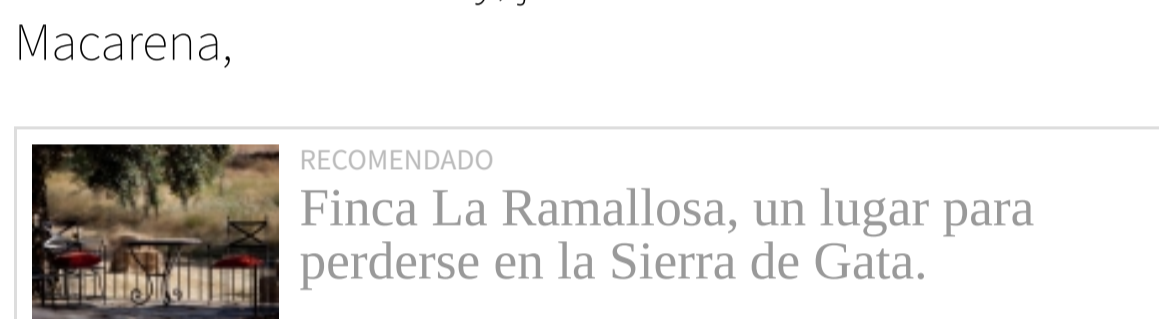 Macarena,
RECOMENDADO
Finca La Ramallosa, un lugar para
perderse en la Sierra de Gata.